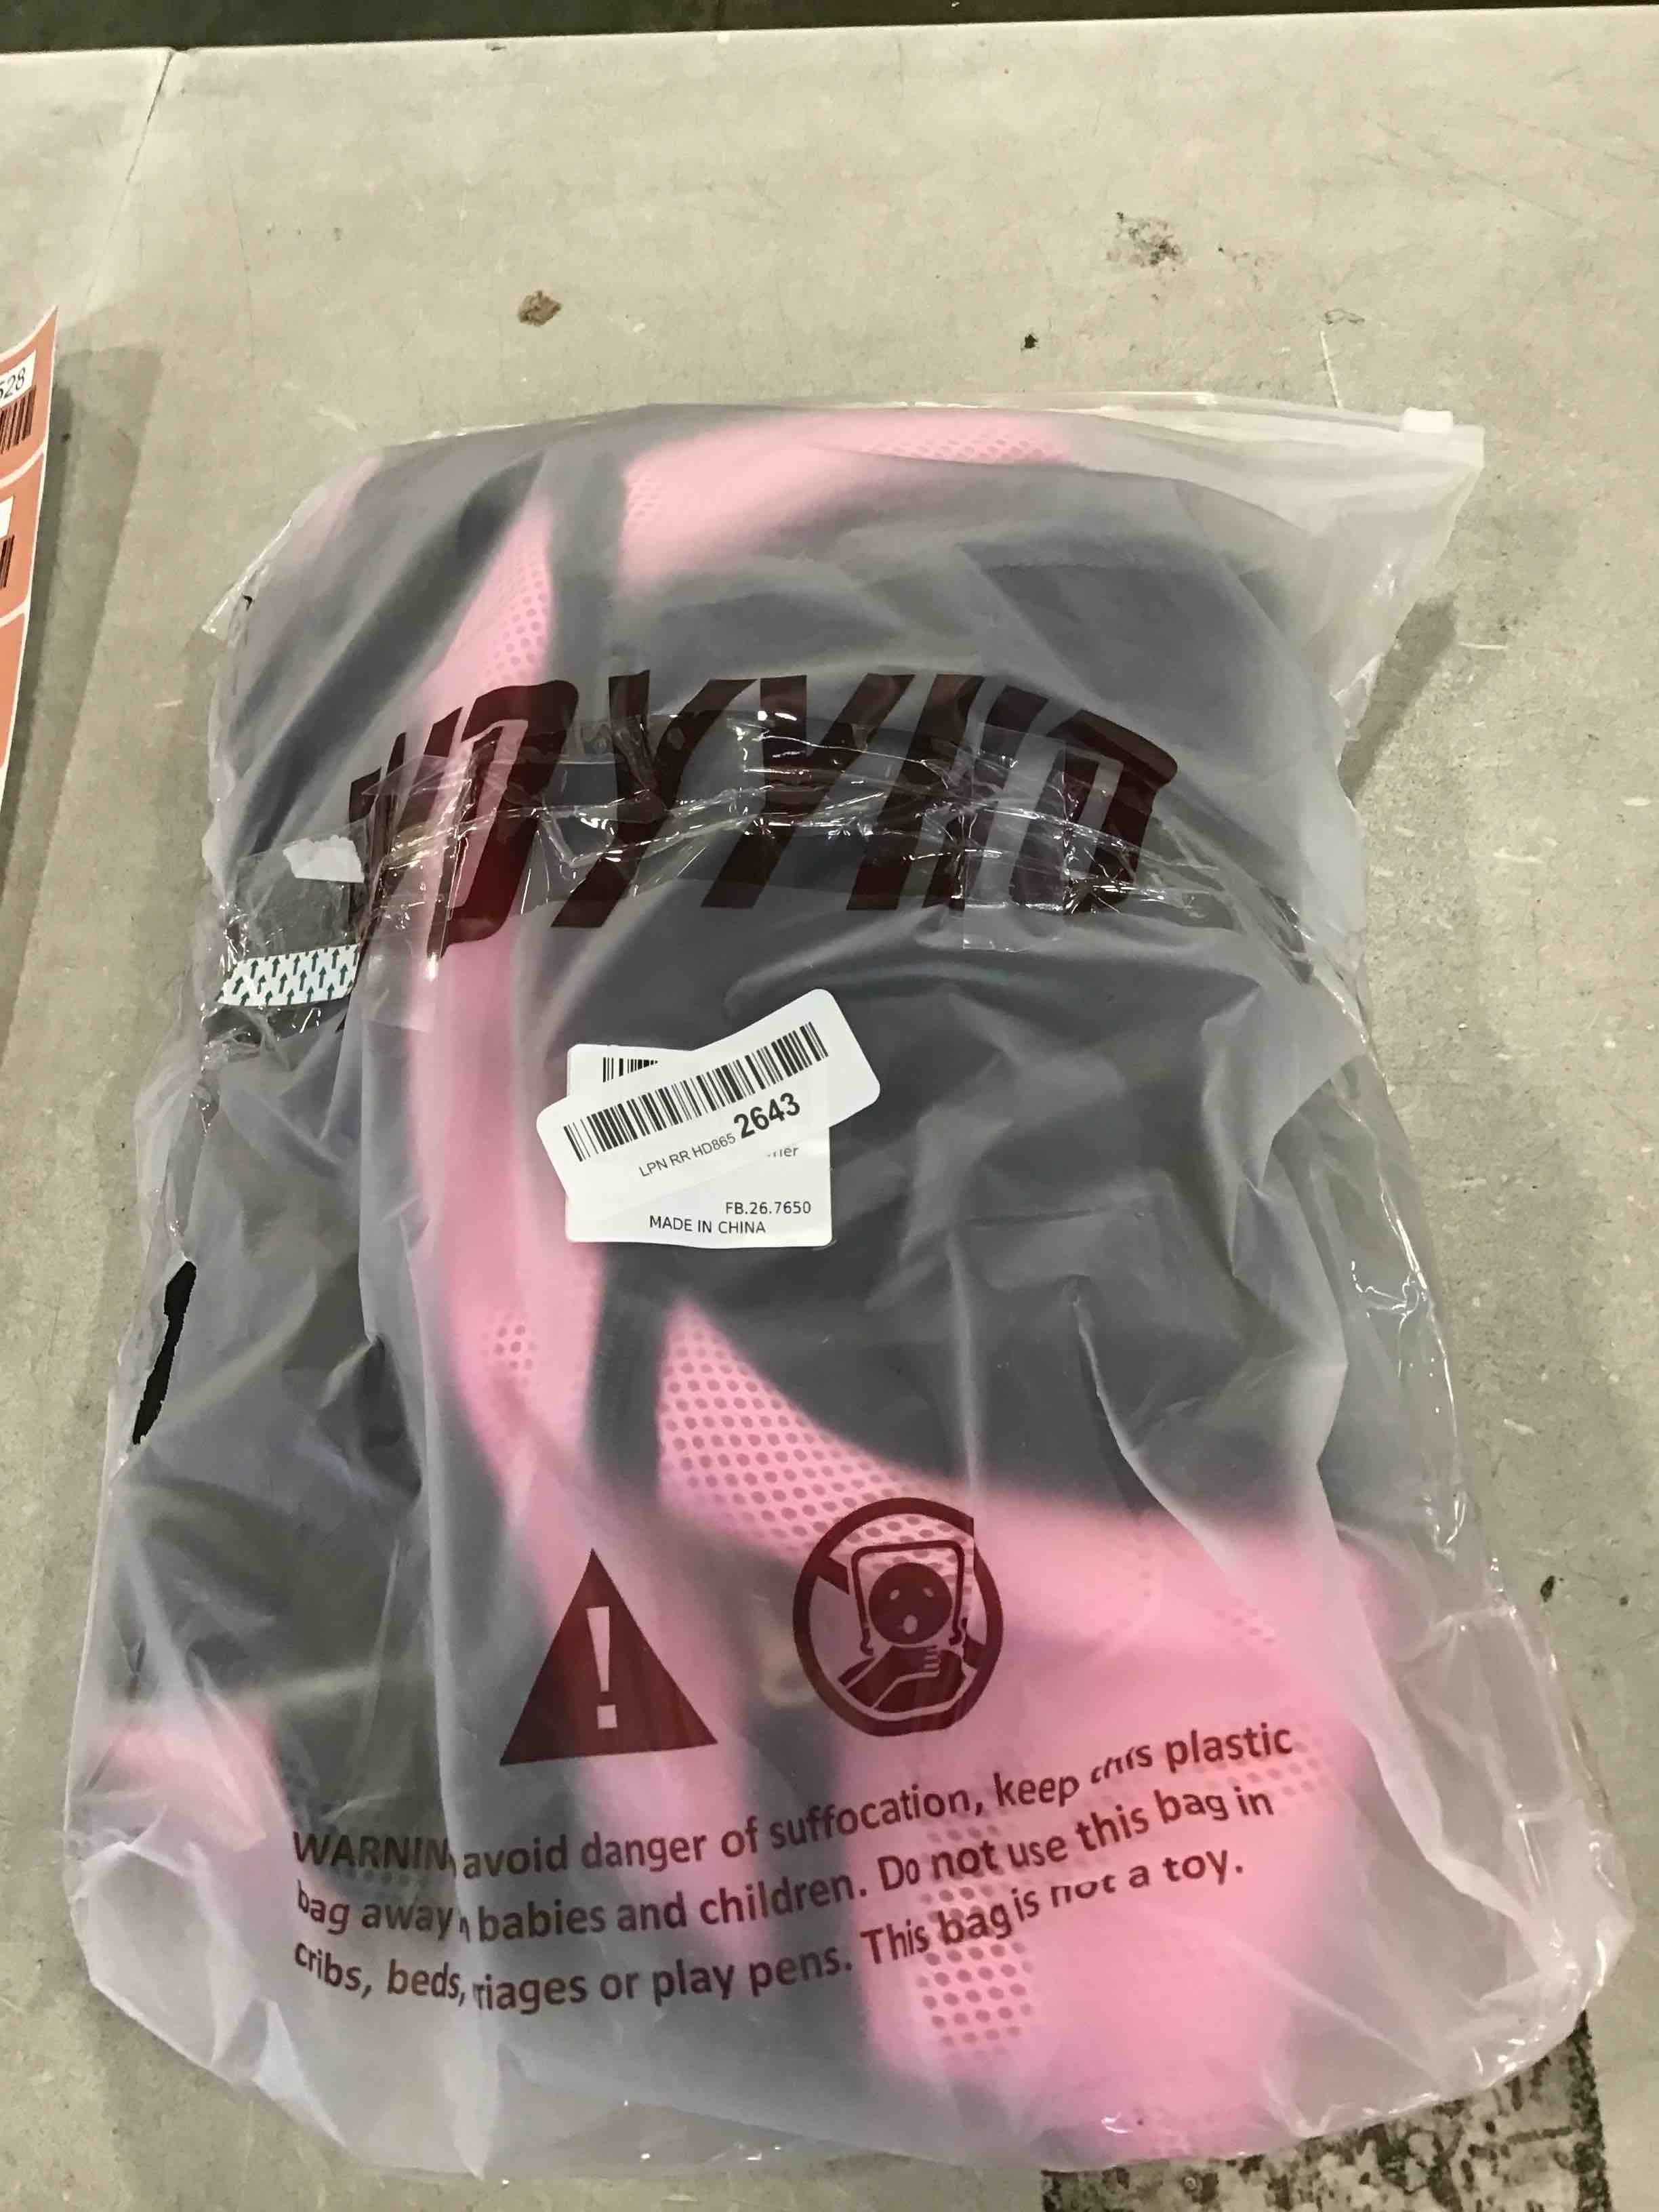 528
LPN RR HD865 2643
FB.26.7650
MADE IN CHINA
WARNIN avoid danger of suffocation, keep this plastic
bag away babies and children. Do not use this bag in
cribs, beds, riages or play pens. This bag is not a toy.